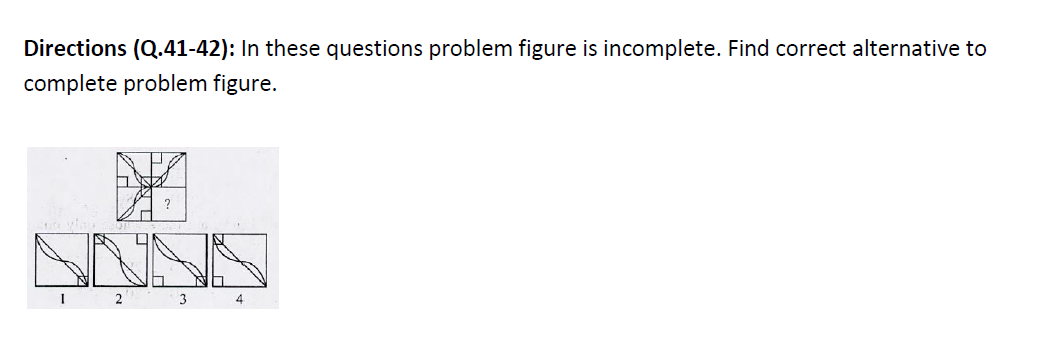 Directions (Q.41-42): In these questions problem figure is incomplete. Find correct alternative to
complete problem figure.
?
1 2 3 4